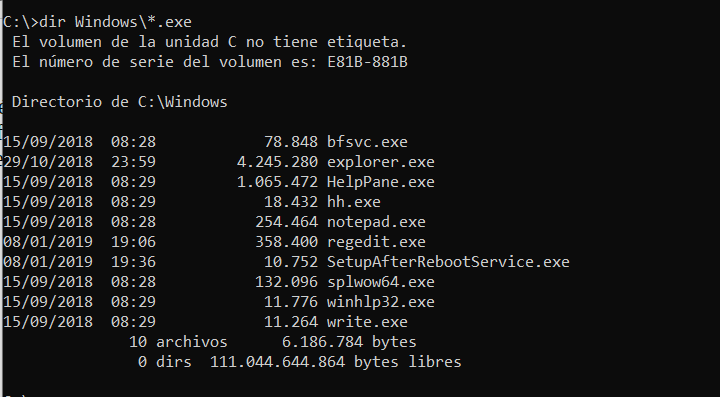 C:\>dir Windows\*.exe
El volumen de la unidad C no tiene etiqueta.
El número de serie del volumen es: E81B-881B
Directorio de C:\Windows
15/09/2018  08:28            78.848 bfsvc.exe
29/10/2018  23:59         4.245.280 explorer.exe
15/09/2018  08:29         1.065.472 HelpPane.exe
15/09/2018  08:29            18.432 hh.exe
15/09/2018  08:28           254.464 notepad.exe
08/01/2019  19:06           358.400 regedit.exe
08/01/2019  19:36            10.752 SetupAfterRebootService.exe
15/09/2018  08:28           132.096 splwow64.exe
15/09/2018  08:29            11.776 winhlp32.exe
15/09/2018  08:29            11.264 write.exe
10 archivos      6.186.784 bytes
0 dirs  111.044.644.864 bytes libres